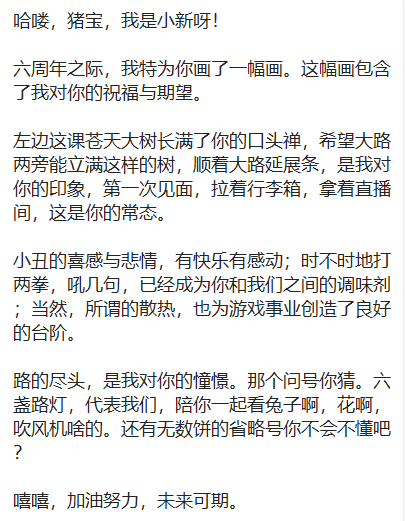 哈喽，猪宝，我是小新呀！
六周年之际，我特为你画了一幅画。这幅画包含
了我对你的祝福与期望。
左边这课苍天大树长满了你的口头禅，希望大路
两旁能立满这样的树，顺着大路延展条，是我对
你的印象，第一次见面，拉着行李箱，拿着直播
间，这是你的常态。
小丑的喜感与悲情，有快乐有感动；时不时地打
两拳，吼几句，已经成为你和我们之间的调味剂
；当然，所谓的散热，也为游戏事业创造了良好
的台阶。
路的尽头，是我对你的憧憬。那个问号你猜。六
盏路灯，代表我们，陪你一起看兔子啊，花啊，
吹风机啥的。还有无数饼的省略号你不会不懂吧
？
嘻嘻，加油努力，未来可期。